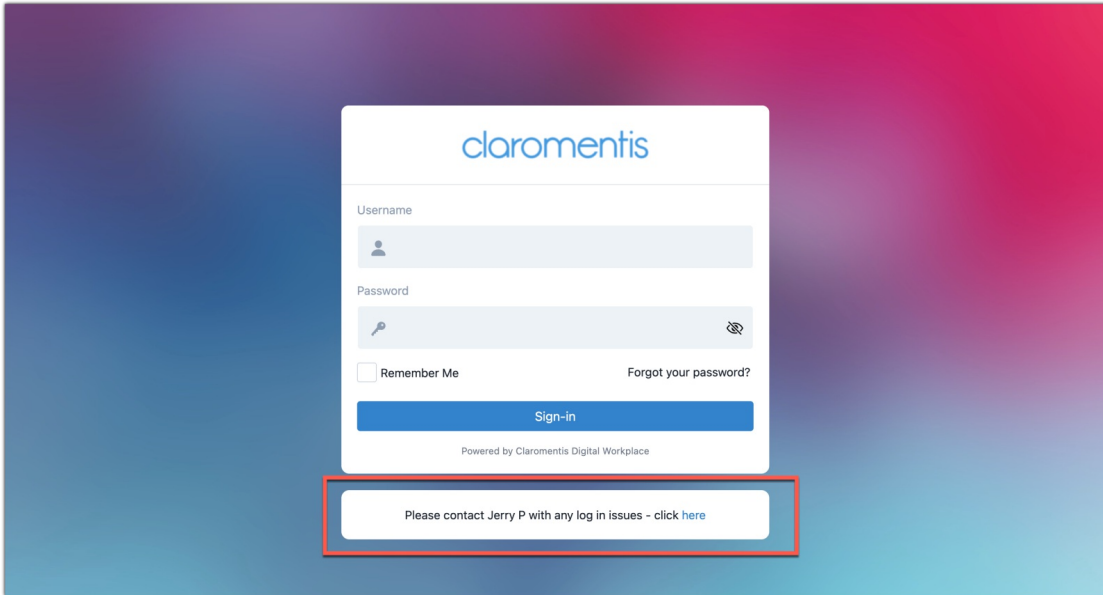 claromentis
Username
Password
Remember Me
Forgot your password?
Sign-in
Powered by Claromentis Digital Workplace
Please contact Jerry P with any log in issues - click here